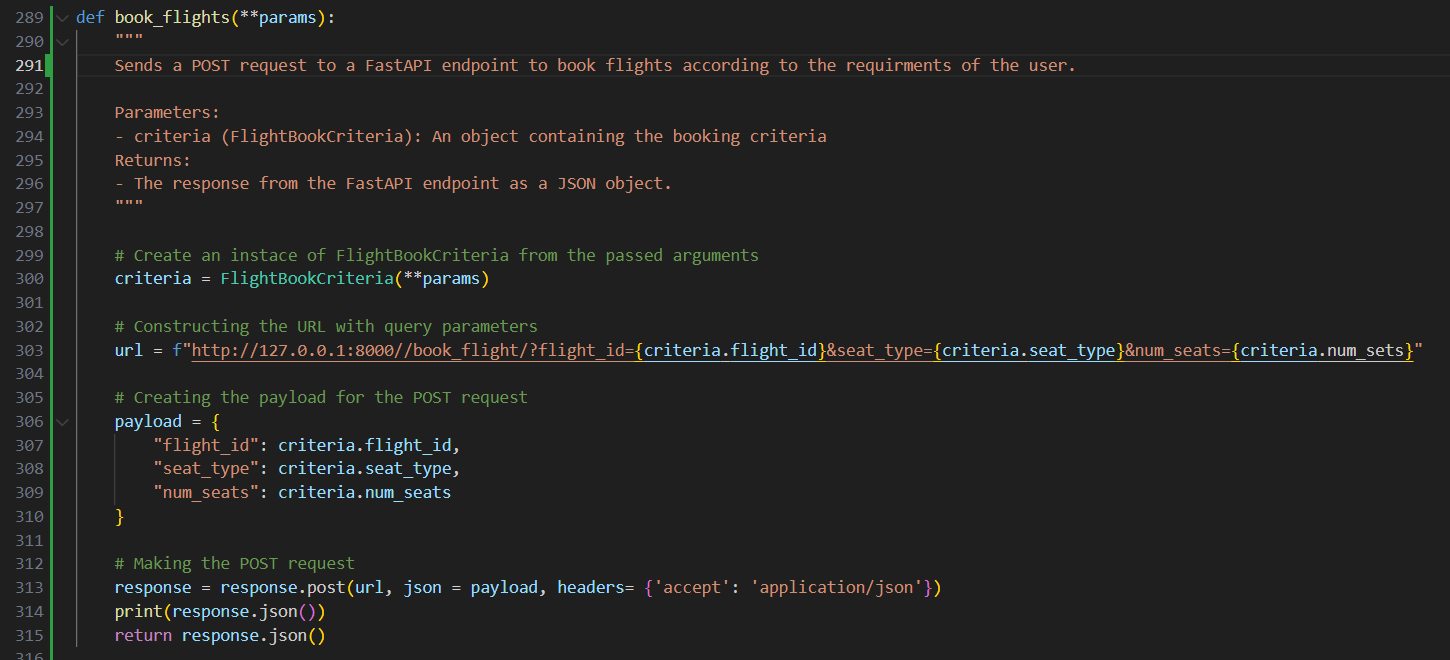 289 def book_flights(**params):
290 """
291 Sends a POST request to a FastAPI endpoint to book flights according to the requirments of the user.
292
293 Parameters:
294 - criteria (FlightBookCriteria): An object containing the booking criteria
295 Returns:
296 - The response from the FastAPI endpoint as a JSON object.
297 """
298
299 # Create an instace of FlightBookCriteria from the passed arguments
300 criteria = FlightBookCriteria(**params)
301
302 # Constructing the URL with query parameters
303 url = f"http://127.0.0.1:8000//book_flight/?flight_id={criteria.flight_id}&seat_type={criteria.seat_type}&num_seats={criteria.num_sets}"
304
305 # Creating the payload for the POST request
306 payload = {
307 "flight_id": criteria.flight_id,
308 "seat_type": criteria.seat_type,
309 "num_seats": criteria.num_seats
310 }
311
312 # Making the POST request
313 response = response.post(url, json = payload, headers= {'accept': 'application/json'})
314 print(response.json())
315 return response.json()
316